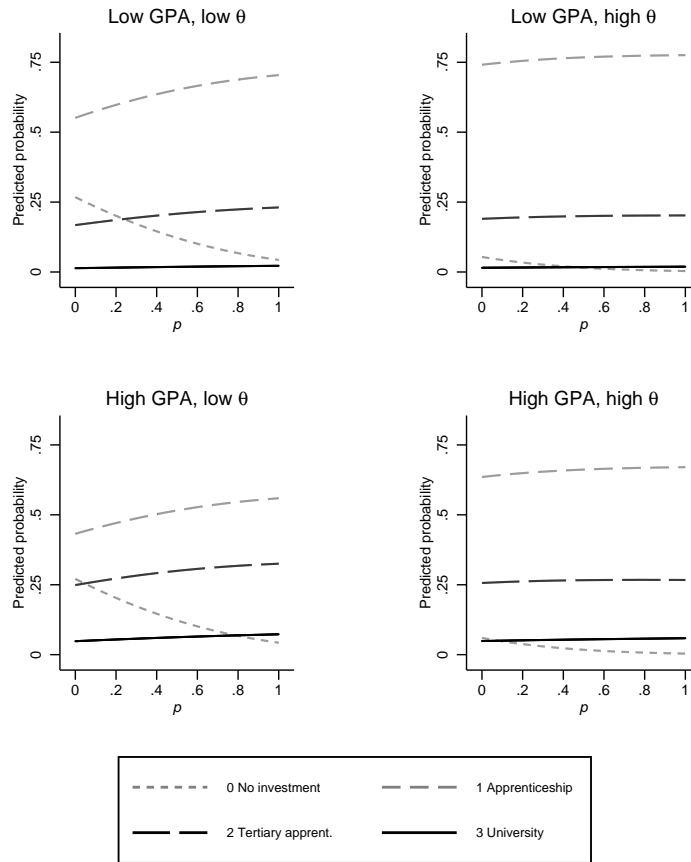 Low GPA, low θ
Predicted probability
.75
.5
.25
0
0 .2 .4 .6 .8 1
p
Low GPA, high θ
Predicted probability
.75
.5
.25
0
0 .2 .4 .6 .8 1
p
High GPA, low θ
Predicted probability
.75
.5
.25
0
0 .2 .4 .6 .8 1
p
High GPA, high θ
Predicted probability
.75
.5
.25
0
0 .2 .4 .6 .8 1
p
0 No investment
1 Apprenticeship
2 Tertiary apprent.
3 University